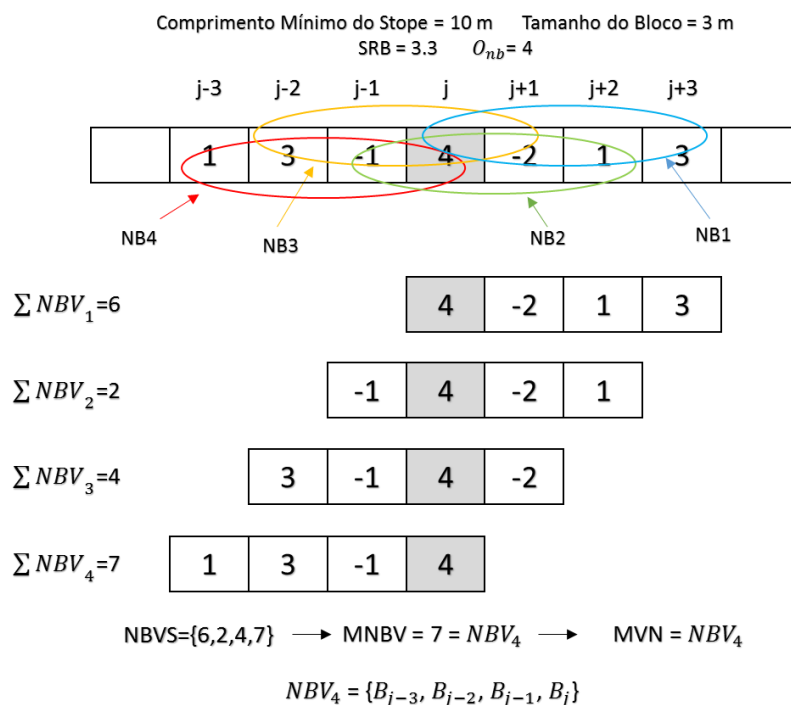 Comprimento Mínimo do Stope = 10 m Tamanho do Bloco = 3 m
SRB = 3.3 O_nb = 4
j-3 j-2 j-1 j j+1 j+2 j+3
1 3 -1 4 -2 1 3
NB4 NB3 NB2 NB1
∑ NBV_1=6 4 -2 1 3
∑ NBV_2=2 -1 4 -2 1
∑ NBV_3=4 3 -1 4 -2
∑ NBV_4=7 1 3 -1 4
NBVS={6,2,4,7} → MNBV = 7 = NBV_4 → MVN = NBV_4
NBV_4 = {B_{j-3}, B_{j-2}, B_{j-1}, B_j}